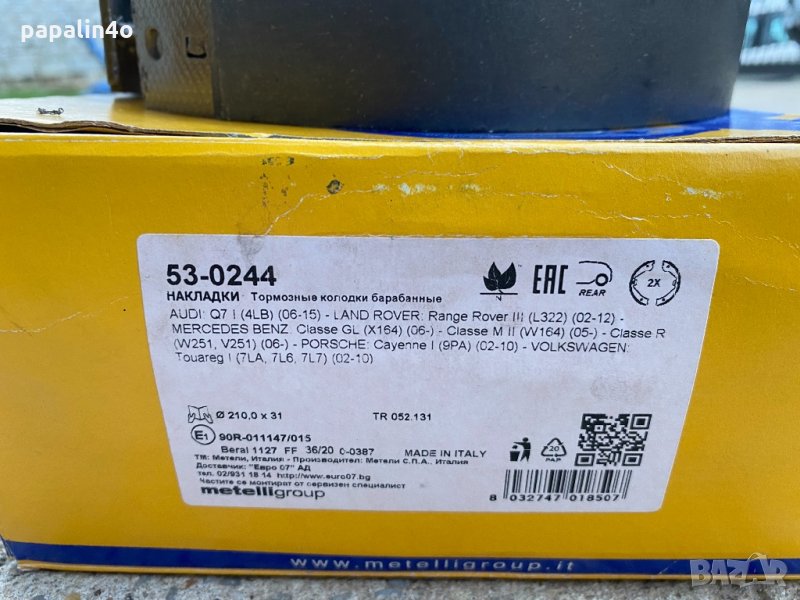 papalin4o
53-0244
НАКЛАДКИ Тормозные колодки барабанные
EAC
REAR
2X
AUDI: Q7 I (4LB) (06-15) - LAND ROVER: Range Rover III (L322) (02-12) -
MERCEDES BENZ: Classe GL (X164) (06-) - Classe M II (W164) (05-) - Classe R
(W251, V251) (06-) - PORSCHE: Cayenne I (9PA) (02-10) - VOLKSWAGEN:
Touareg I (7LA, 7L6, 7L7) (02-10)
Ø 210,0 x 31 TR 052.131
E1 90R-011147/015
Beral 1127 FF 36/20 0-0387 MADE IN ITALY
20
PAP
ТМ: Метели, Италия - Производител: Метели С.П.А., Италия
Доставчик: "Евро 07" АД
тел. 02/931 18 14 http://www.euro07.bg
Частите се монтират от сервизен специалист
metelligroup
8 032747 018507
www.metelligroup.it
BAZAR